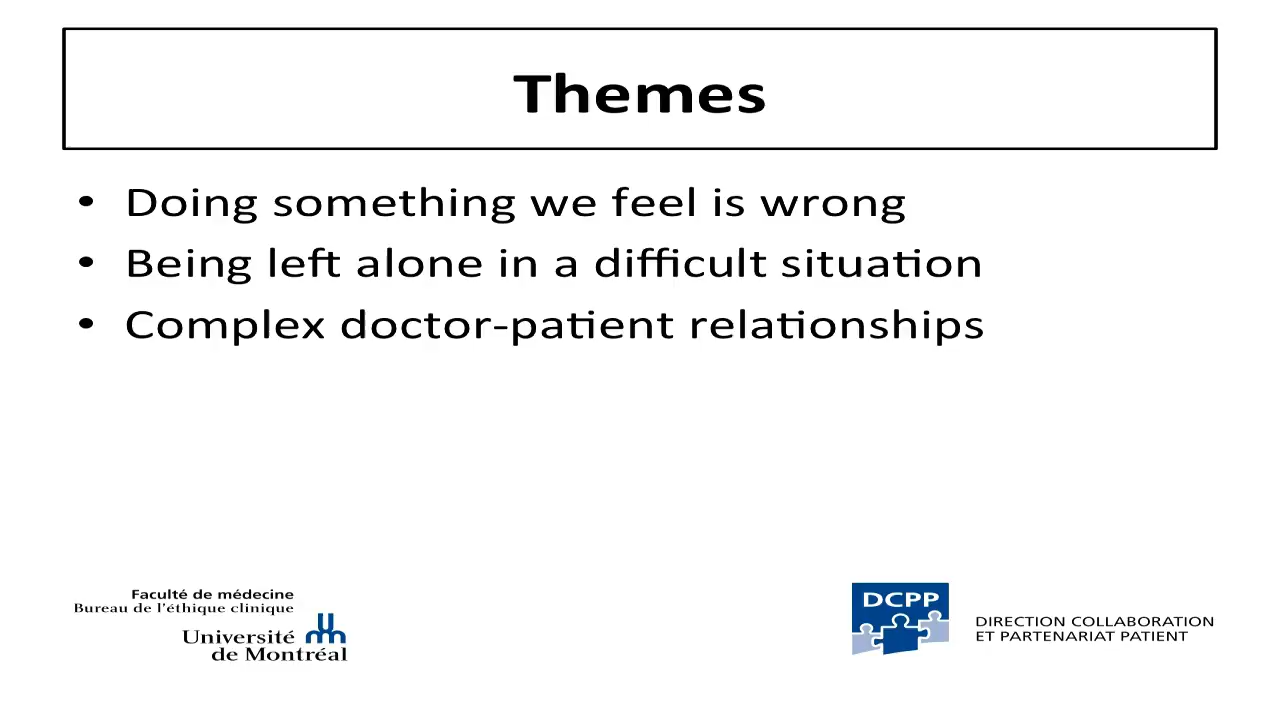 Themes
• Doing something we feel is wrong
• Being left alone in a difficult situation
• Complex doctor-patient relationships
Faculté de médecine
Bureau de l'éthique clinique
Université
de Montréal
DCPP
DIRECTION COLLABORATION
ET PARTENARIAT PATIENT